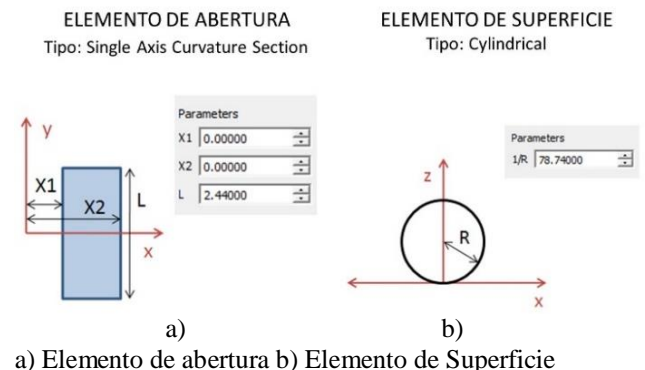 ELEMENTO DE ABERTURA
Tipo: Single Axis Curvature Section
ELEMENTO DE SUPERFICIE
Tipo: Cylindrical
y
X1
X2
L
x
Parameters
X1 0.00000
X2 0.00000
L 2.44000
z
R
x
Parameters
1/R 78.74000
a)
b)
a) Elemento de abertura b) Elemento de Superficie